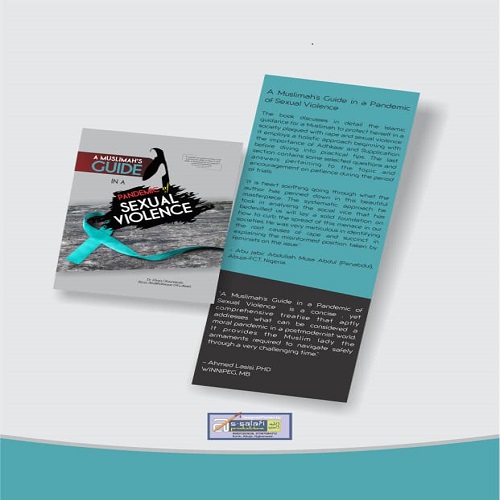 A MUSLIMAH'S
GUIDE
IN A
PANDEMIC of
SEXUAL
VIOLENCE
A Muslimah's Guide in a Pandemic
of Sexual Violence
The book discusses in detail the Islamic
guidance for a Muslimah to protect herself in a
society plagued with rape and sexual violence.
It employs a holistic approach beginning with
the importance of Adhkaar and Supplication
before diving into practical tips. The last
section contains some selected questions and
answers pertaining to the topic and
encouragement on patience during the period
of trials.
It is heart soothing going through what the
author has penned down in this beautiful
masterpiece. The systematic approach he
took in analysing the social vice that has
bedevilled us will lay a solid foundation on
how to curb the spread of this menace in our
society. He was very meticulous in identifying
the root causes of rape and succinct in
explaining the misinformed position taken by
feminists on the issue.
- Abu Jabir Abdullah Musa Abdul (Penabdul),
Abuja-FCT, Nigeria.
"A Muslimah's Guide in a Pandemic of
Sexual Violence is a concise yet
comprehensive treatise that aptly
addresses what can be considered a
moral pandemic in a postmodernist world.
It provides the Muslim lady the
armaments required to navigate safely
through a very challenging time."
- Ahmed Lasisi PHD
WINNIPEG, MB
s-salafi